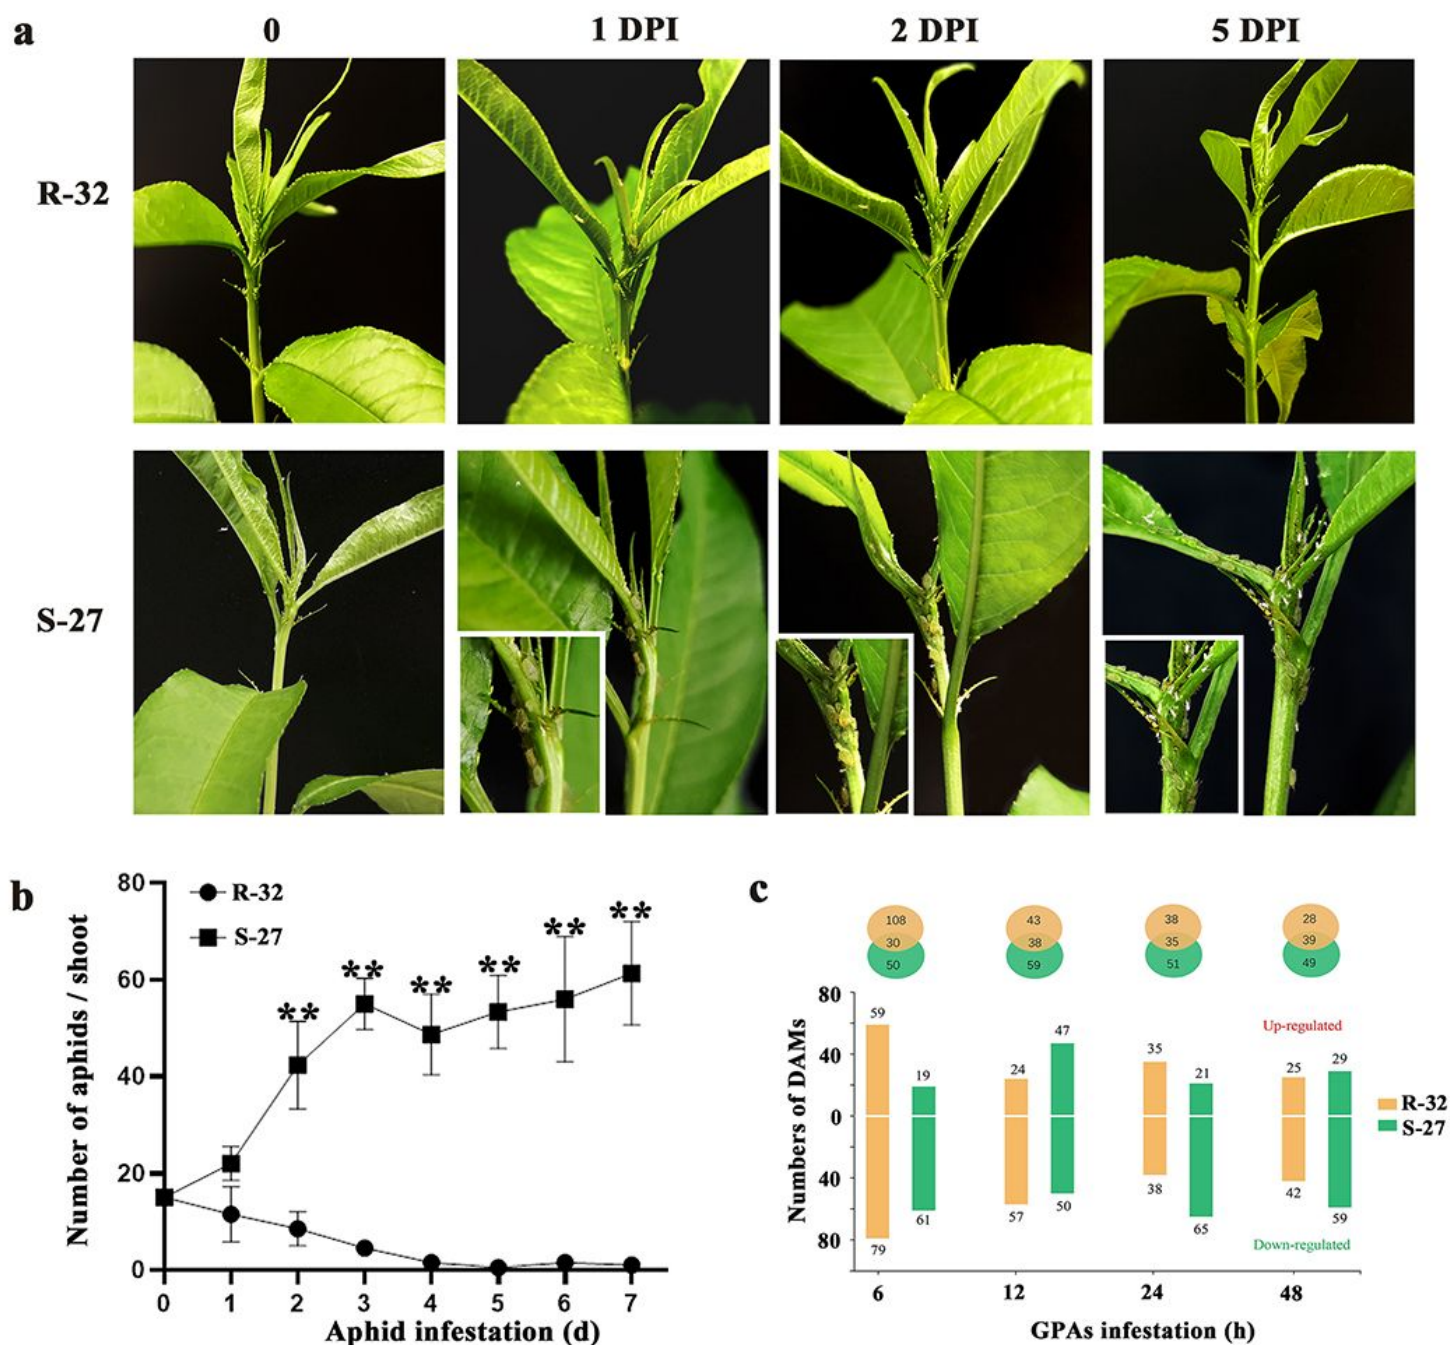 a
0 1 DPI 2 DPI 5 DPI
R-32
S-27
b
R-32
S-27
80
60
40
20
0
** ** ** ** ** **
Number of aphids / shoot
0 1 2 3 4 5 6 7
Aphid infestation (d)
c
108 43 38 28
30 38 35 39
50 59 51 49
80
40
0
40
80
Numbers of DAMs
59 19 24 47 35 21 25 29
79 61 57 50 38 65 42 59
Up-regulated
Down-regulated
R-32
S-27
6 12 24 48
GPAs infestation (h)